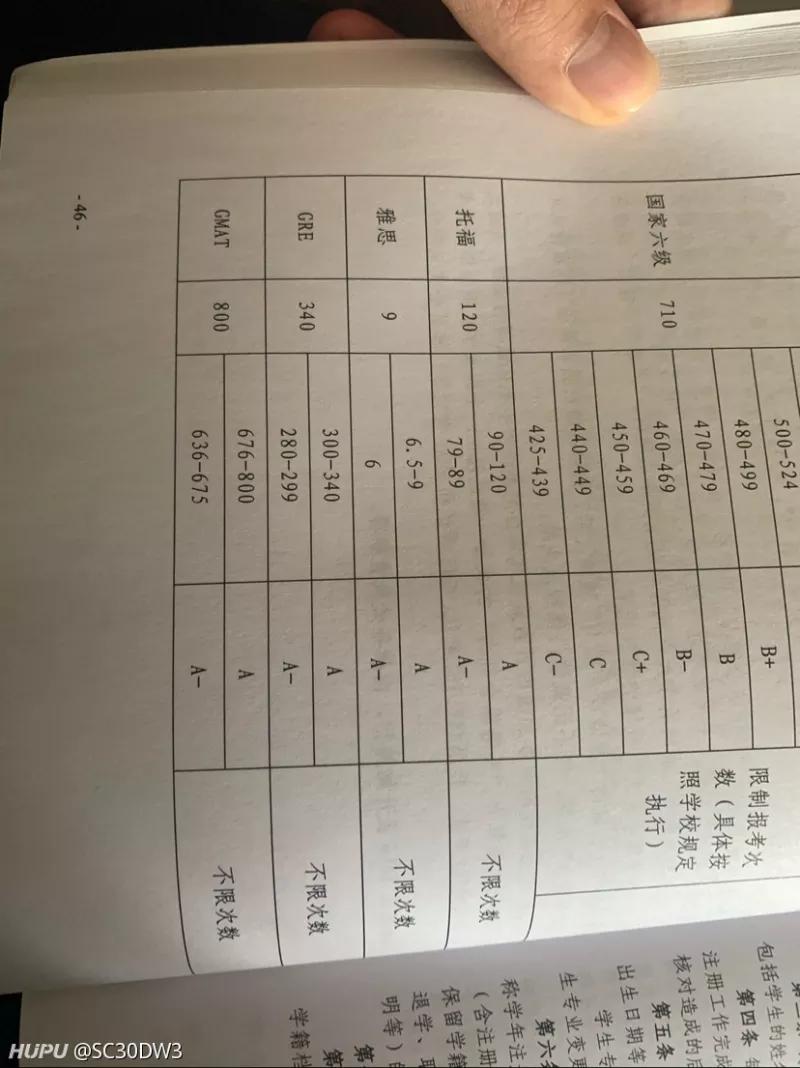 国家六级
710
500-524
B+
限制报考次
数（具体按
照学校规定
执行）
480-499
B
470-479
B-
460-469
C+
450-459
C
440-449
C-
425-439
托福
120
90-120
A
不限次数
79-89
A-
雅思
9
6.5-9
A
不限次数
6
A-
GRE
340
300-340
A
不限次数
280-299
A-
GMAT
800
676-800
A
不限次数
636-675
A-
- 46 -
包括学生的姓名
第四条
注册工作完成
核对造成的后
第五条
出生日期等
学生专
生专业变更
第六条
称学年注
（含注册
保留学籍
退学、取
明等）的
学籍档
HUPU @SC30DW3